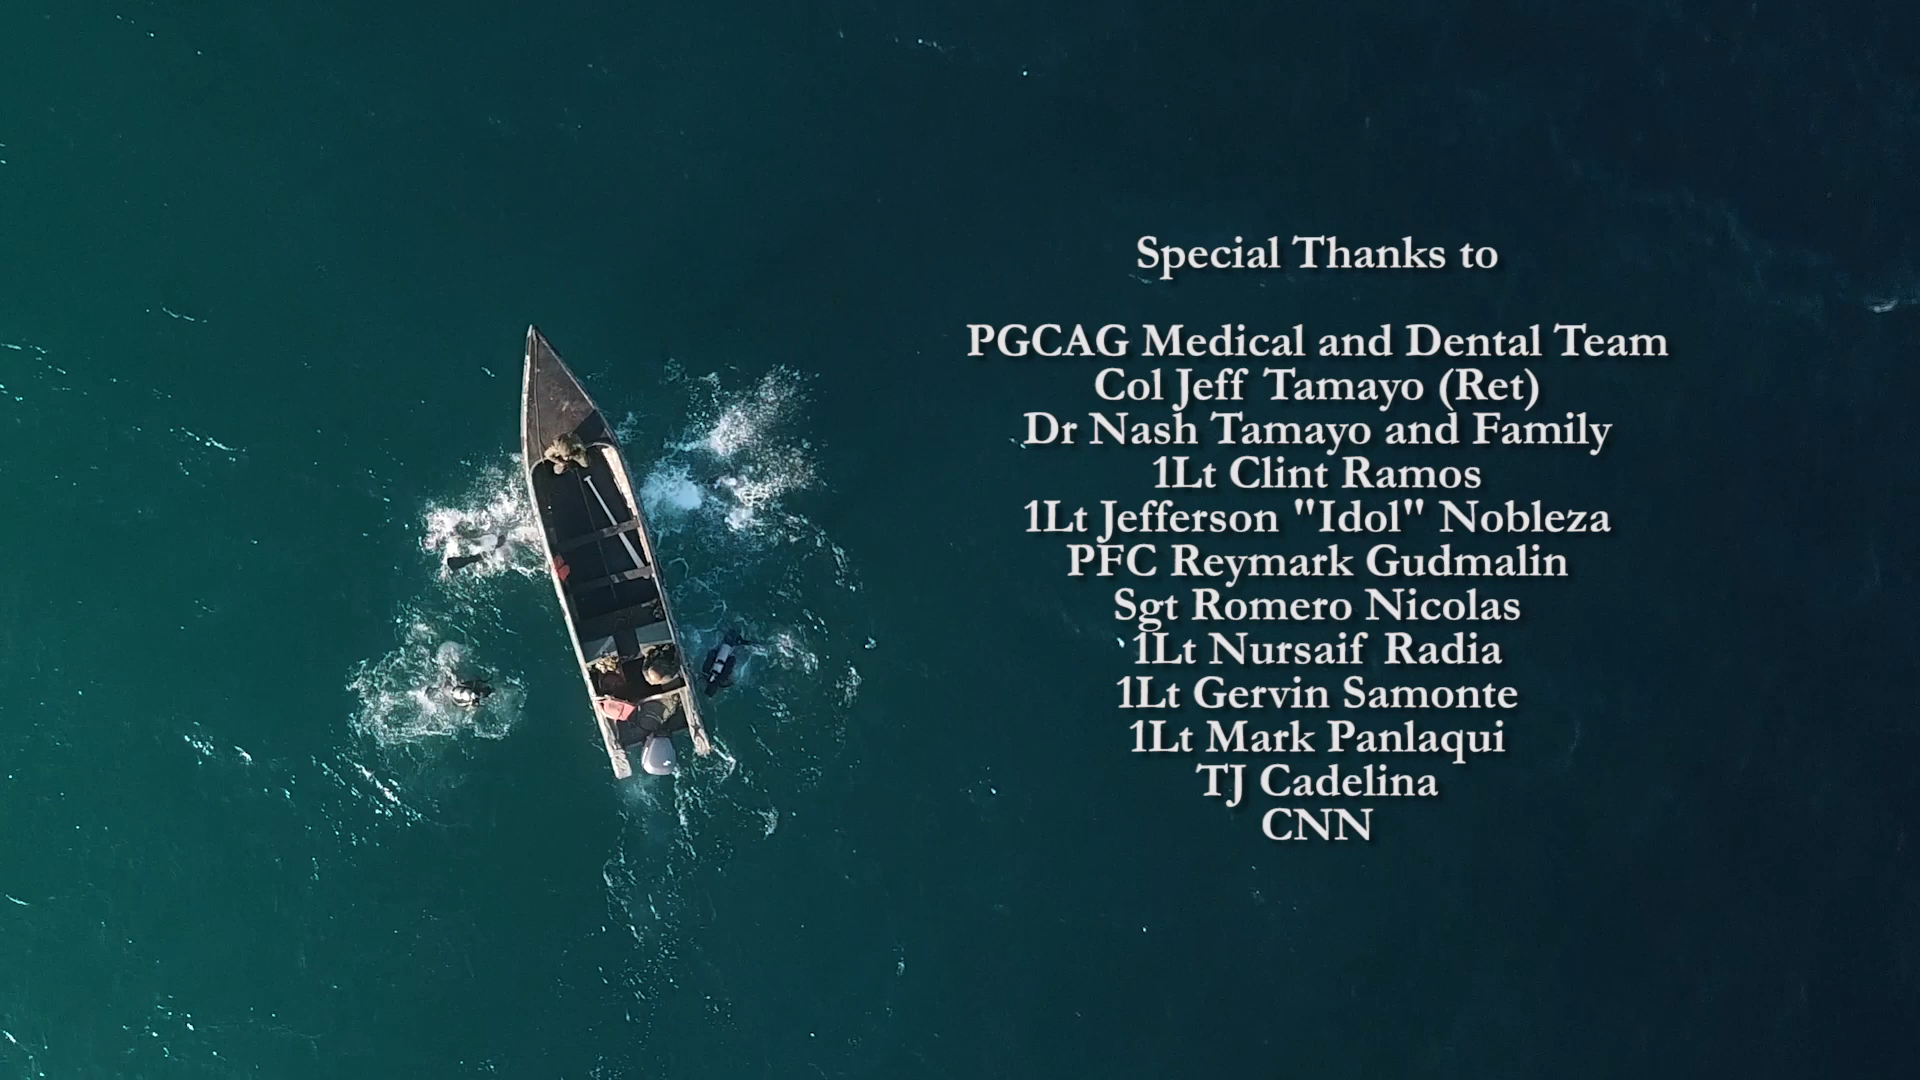 Special Thanks to
PGCAG Medical and Dental Team
Col Jeff Tamayo (Ret)
Dr Nash Tamayo and Family
1Lt Clint Ramos
1Lt Jefferson "Idol" Nobleza
PFC Reymark Gudmalin
Sgt Romero Nicolas
1Lt Nursaif Radia
1Lt Gervin Samonte
1Lt Mark Panlaqui
TJ Cadelina
CNN